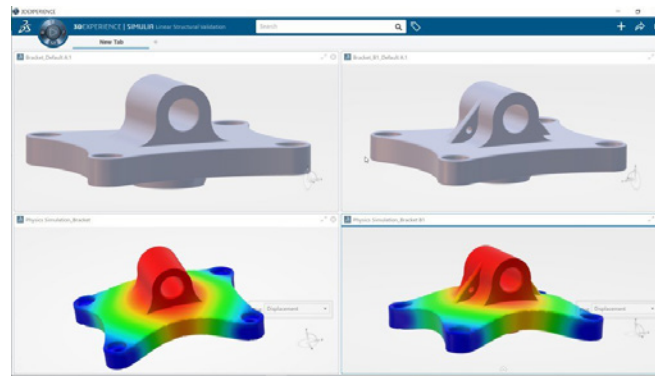 3DEXPERIENCE
3DEXPERIENCE | SIMULIA Linear Structural Validation
Search
New Tab
Bracket_Default A.1
Bracket_B1_Default A.1
Physics Simulation_Bracket
Physics Simulation_Bracket B1
Displacement
Displacement